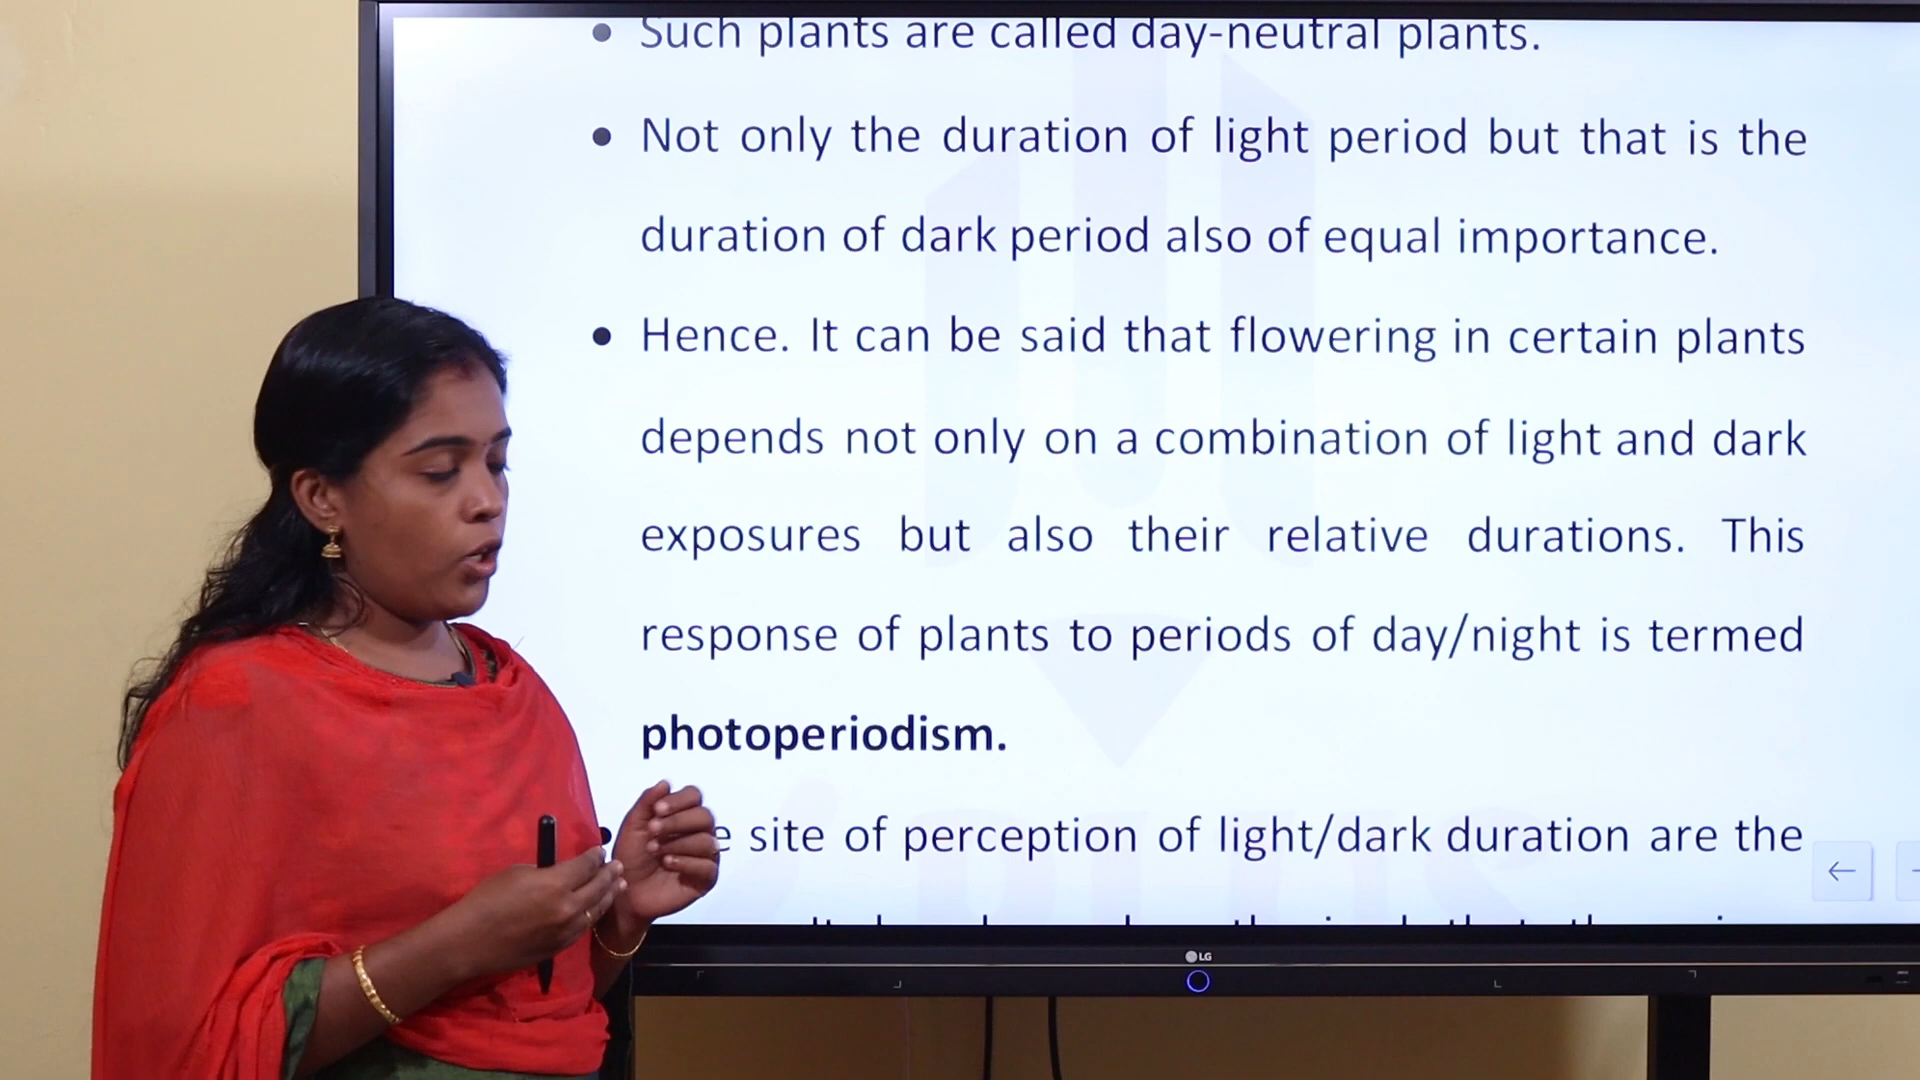 • Such plants are called day-neutral plants.
• Not only the duration of light period but that is the
duration of dark period also of equal importance.
• Hence. It can be said that flowering in certain plants
depends not only on a combination of light and dark
exposures but also their relative durations. This
response of plants to periods of day/night is termed
photoperiodism.
site of perception of light/dark duration are the
LG